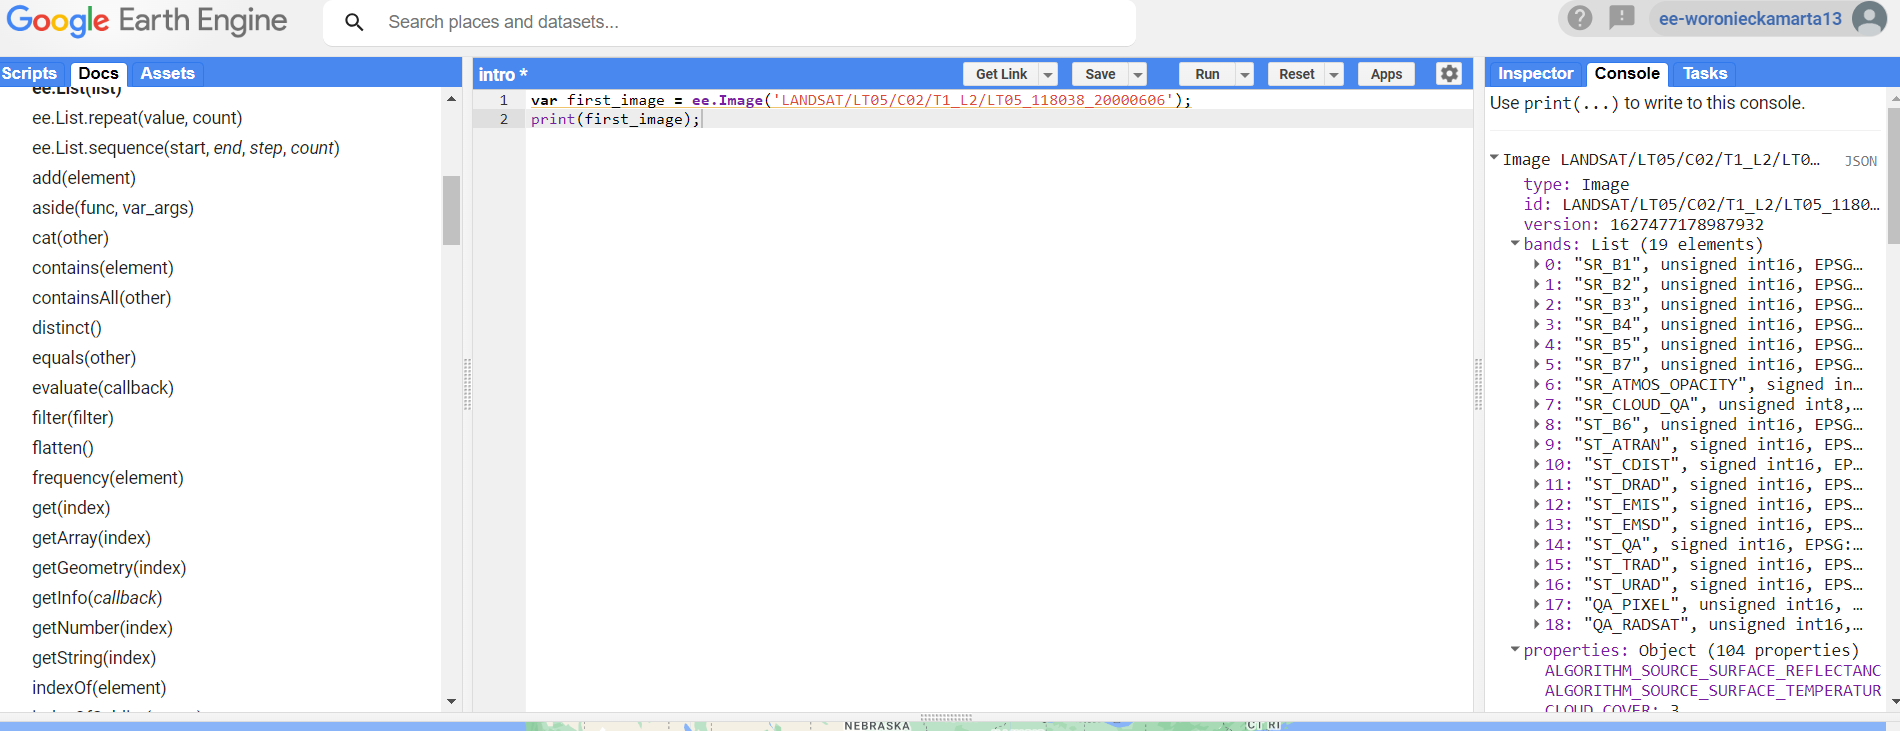 Google Earth Engine
Search places and datasets...
ee-woronieckamarta13
Scripts
Docs
Assets
ee.List(list)
ee.List.repeat(value, count)
ee.List.sequence(start, end, step, count)
add(element)
aside(func, var_args)
cat(other)
contains(element)
containsAll(other)
distinct()
equals(other)
evaluate(callback)
filter(filter)
flatten()
frequency(element)
get(index)
getArray(index)
getGeometry(index)
getInfo(callback)
getNumber(index)
getString(index)
indexOf(element)
intro *
Get Link
Save
Run
Reset
Apps
1 var first_image = ee.Image('LANDSAT/LT05/C02/T1_L2/LT05_118038_20000606');
2 print(first_image);
Inspector
Console
Tasks
Use print(...) to write to this console.
Image LANDSAT/LT05/C02/T1_L2/LT0… JSON
type: Image
id: LANDSAT/LT05/C02/T1_L2/LT05_1180…
version: 1627477178987932
bands: List (19 elements)
0: "SR_B1", unsigned int16, EPSG…
1: "SR_B2", unsigned int16, EPSG…
2: "SR_B3", unsigned int16, EPSG…
3: "SR_B4", unsigned int16, EPSG…
4: "SR_B5", unsigned int16, EPSG…
5: "SR_B7", unsigned int16, EPSG…
6: "SR_ATMOS_OPACITY", signed in…
7: "SR_CLOUD_QA", unsigned int8,…
8: "ST_B6", unsigned int16, EPSG…
9: "ST_ATRAN", signed int16, EPS…
10: "ST_CDIST", signed int16, EP…
11: "ST_DRAD", signed int16, EPS…
12: "ST_EMIS", signed int16, EPS…
13: "ST_EMSD", signed int16, EPS…
14: "ST_QA", signed int16, EPSG:…
15: "ST_TRAD", signed int16, EPS…
16: "ST_URAD", signed int16, EPS…
17: "QA_PIXEL", unsigned int16, …
18: "QA_RADSAT", unsigned int16,…
properties: Object (104 properties)
ALGORITHM_SOURCE_SURFACE_REFLECTANC
ALGORITHM_SOURCE_SURFACE_TEMPERATUR
CLOUD_COVER: 3
NEBRASKA
CT RI